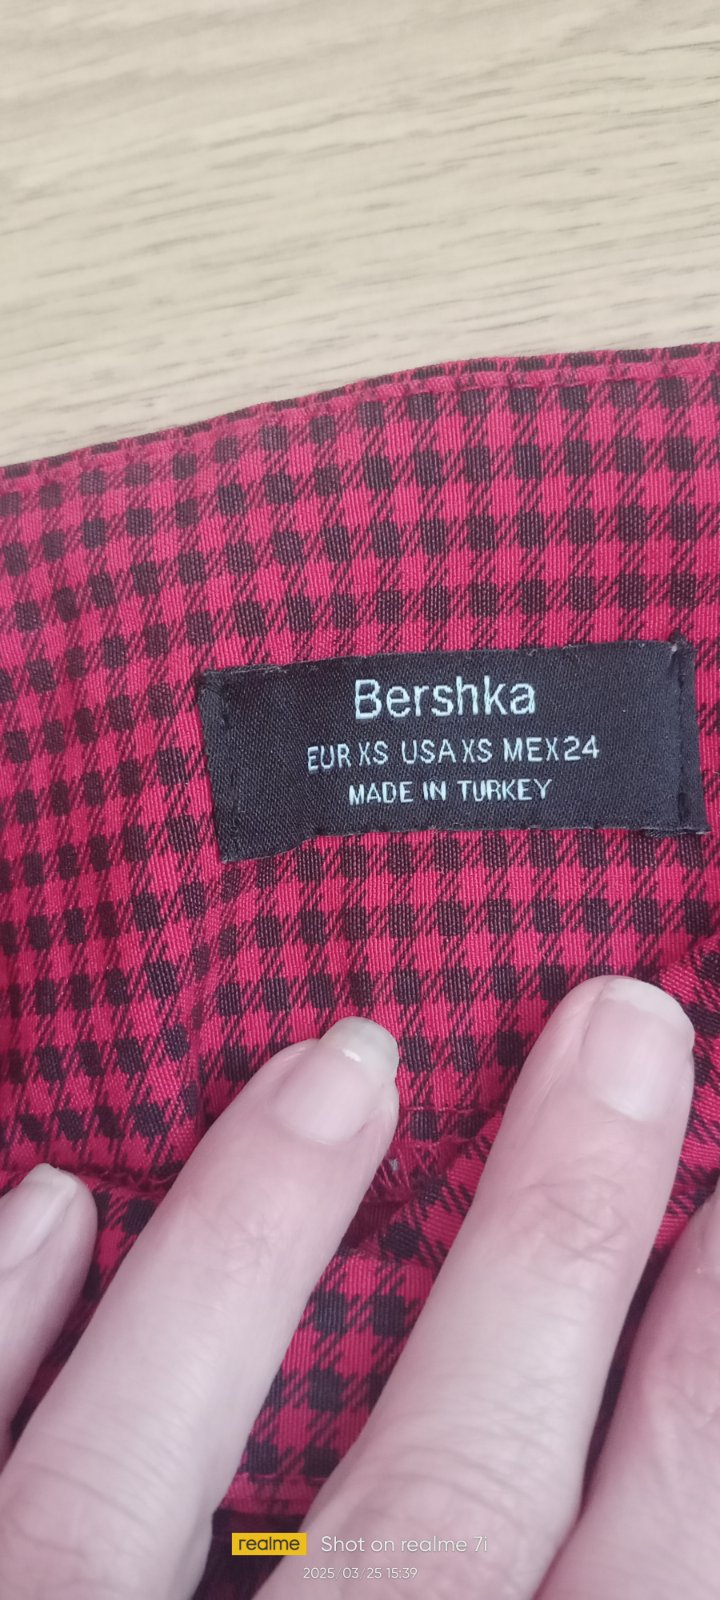 Bershka
EUR XS USA XS MEX 24
MADE IN TURKEY
realme Shot on realme 7i
2025/03/25 15:39